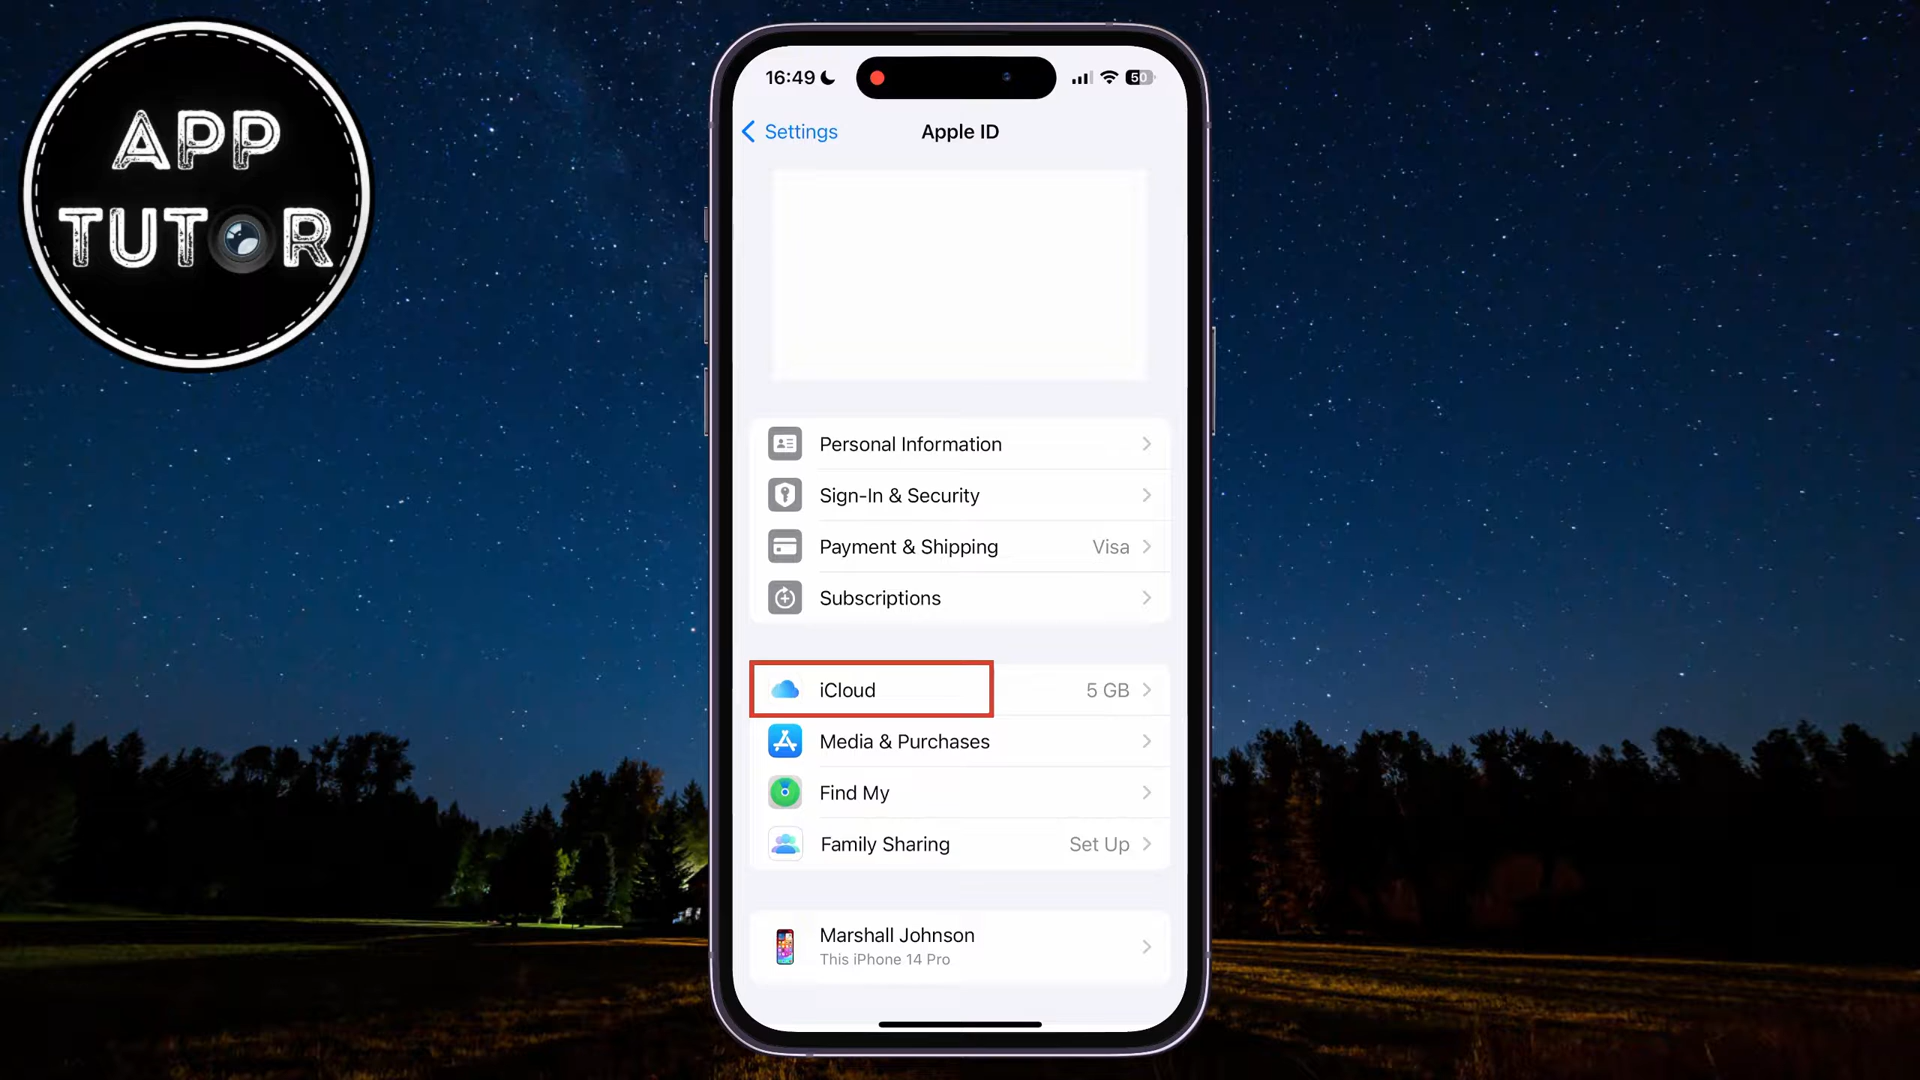 APP
TUTOR
16:49
50
Settings
Apple ID
Personal Information
Sign-In & Security
Payment & Shipping Visa
Subscriptions
iCloud 5 GB
Media & Purchases
Find My
Family Sharing Set Up
Marshall Johnson
This iPhone 14 Pro